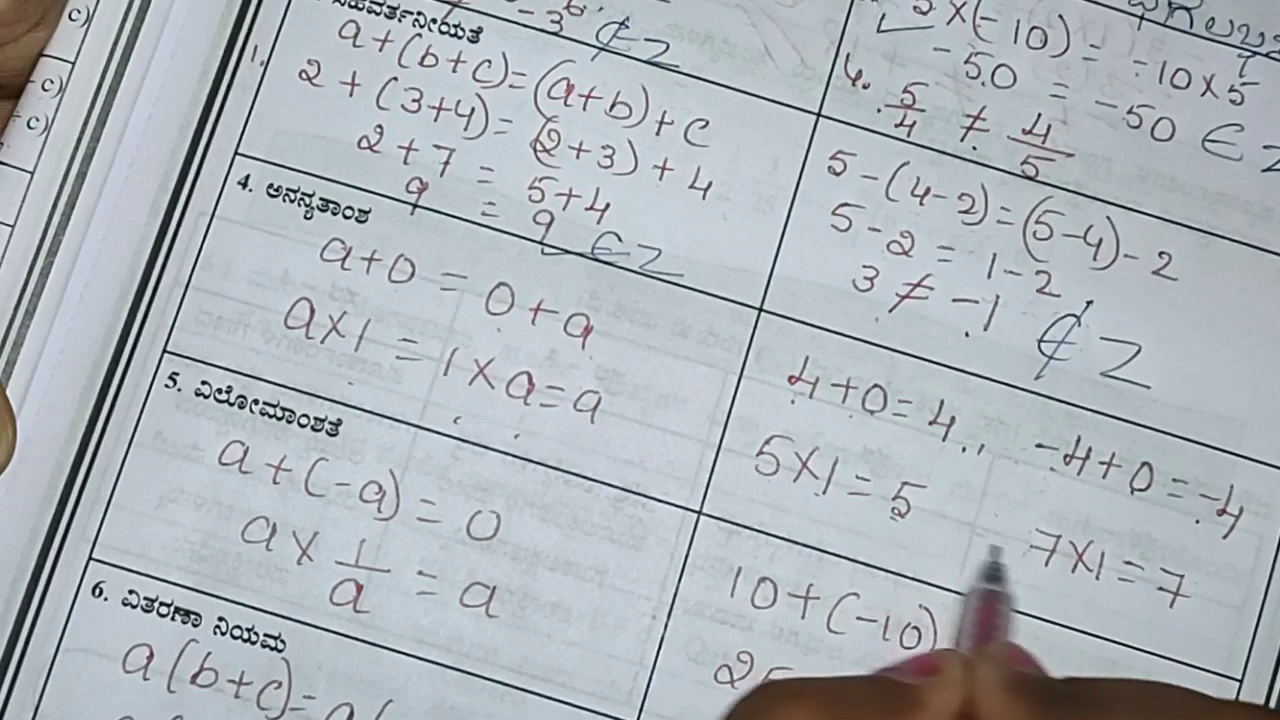 c)
- c)
÷ c)
- 3 ∉ Z
ಸಹವರ್ತನೀಯತೆ
1. a+(b+c)=(a+b)+c
2+(3+4)=(2+3)+4
2+7 = 5+4
9 = 9 ∈ Z
5×(-10) = -10×5
-50 = -50 ∈ Z
4. 5/4 ≠ 4/5
5-(4-2)=(5-4)-2
5-2 = 1-2
3 ≠ -1 ∉ Z
4. ಅನನ್ಯತಾಂಶ
a+0 = 0+a
a×1 = 1×a=a
4+0=4,, -4+0=-4
5×1=5 7×1=7
5. ವಿಲೋಮಾಂಶತೆ
a+(-a)=0
a×1/a=a
10+(-10)
25
6. ವಿತರಣಾ ನಿಯಮ
a(b+c)=